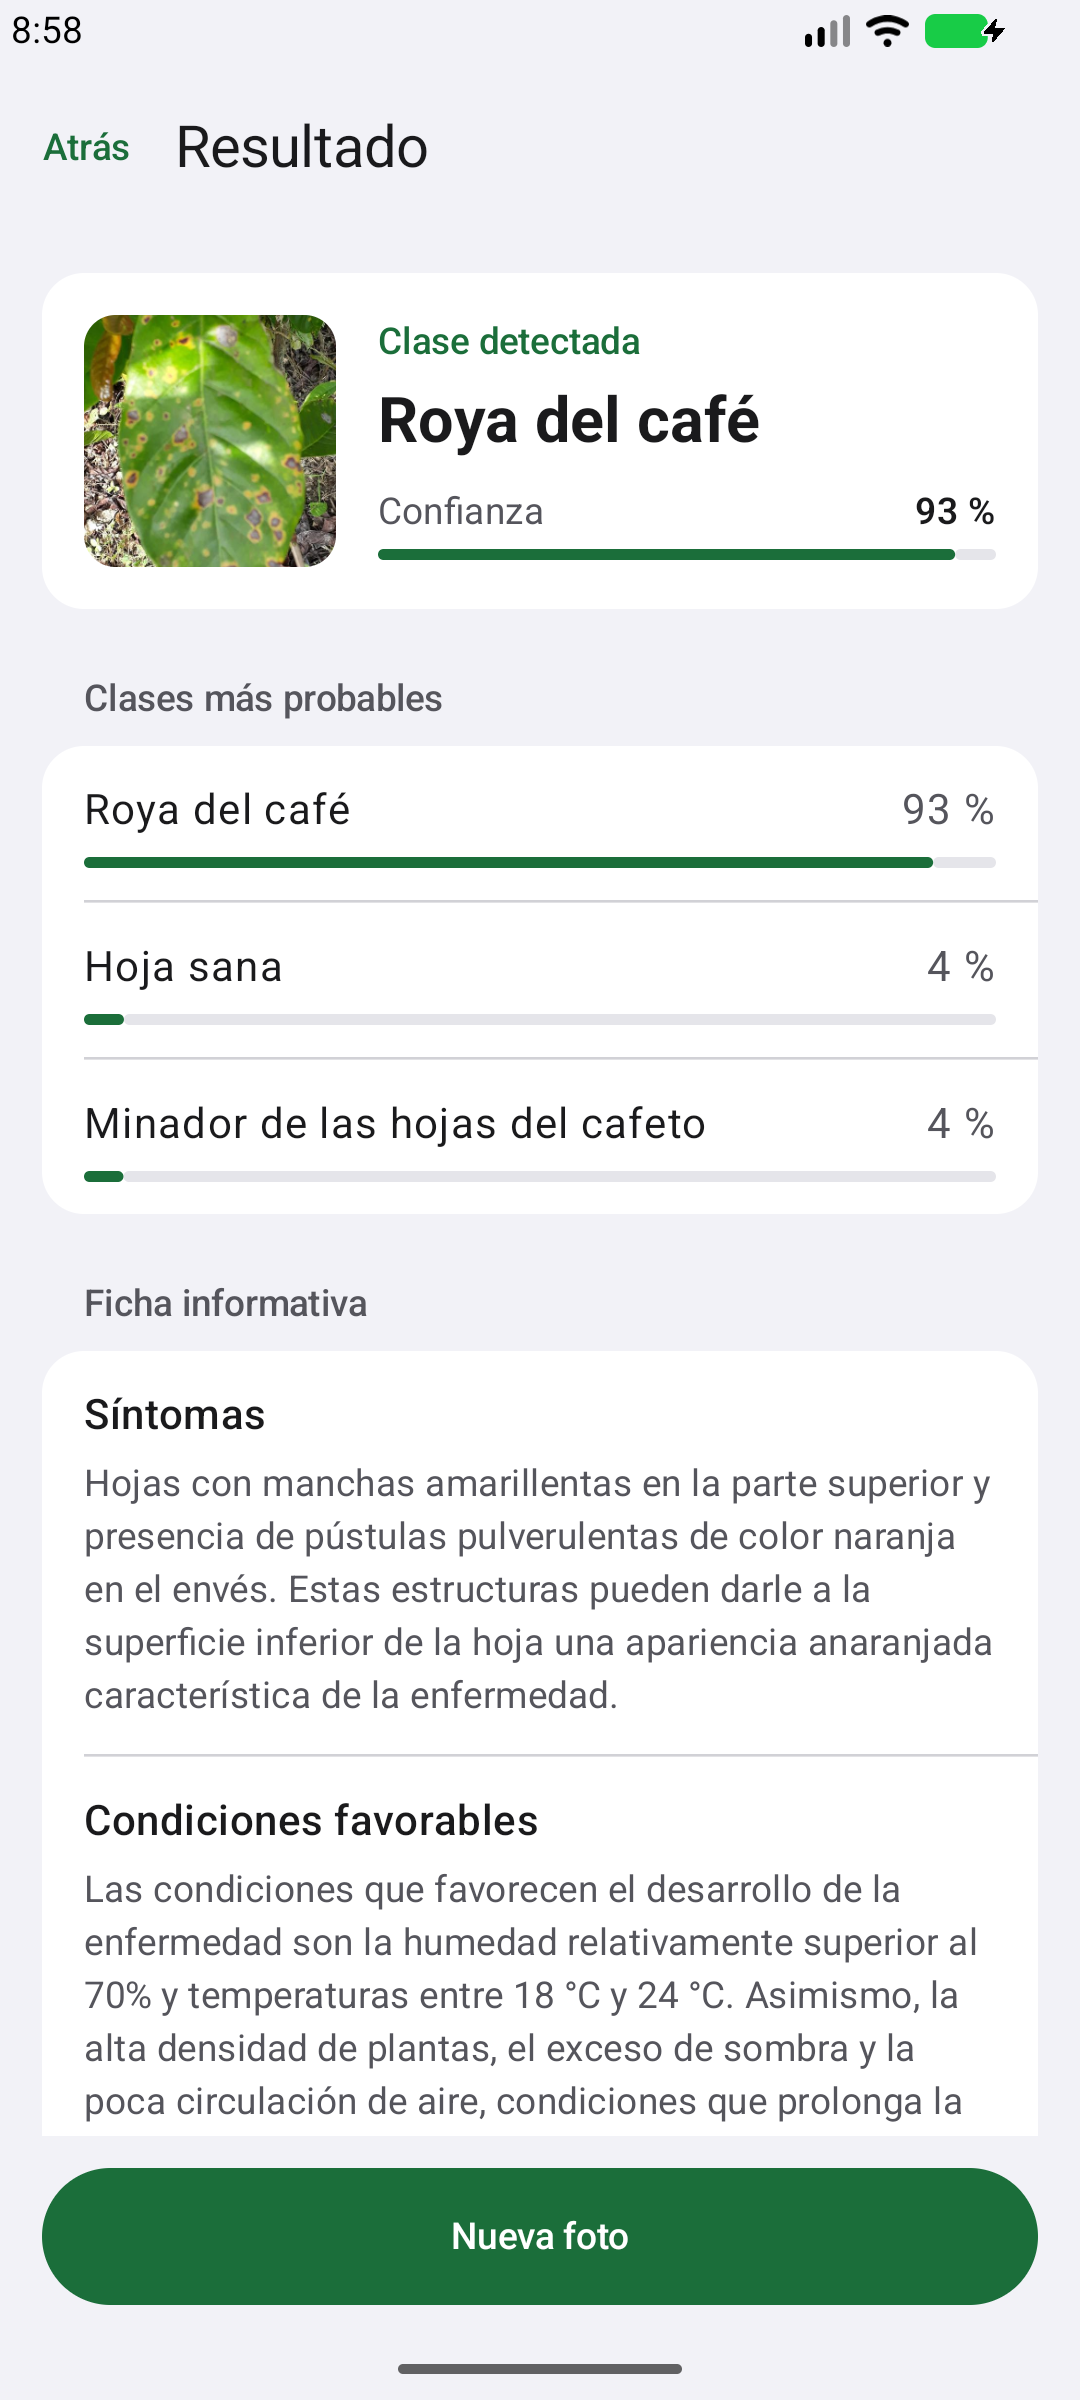 8:58
Atrás
Resultado
Clase detectada
Roya del café
Confianza
93 %
Clases más probables
Roya del café
93 %
Hoja sana
4 %
Minador de las hojas del cafeto
4 %
Ficha informativa
Síntomas
Hojas con manchas amarillentas en la parte superior y
presencia de pústulas pulverulentas de color naranja
en el envés. Estas estructuras pueden darle a la
superficie inferior de la hoja una apariencia anaranjada
característica de la enfermedad.
Condiciones favorables
Las condiciones que favorecen el desarrollo de la
enfermedad son la humedad relativamente superior al
70% y temperaturas entre 18 °C y 24 °C. Asimismo, la
alta densidad de plantas, el exceso de sombra y la
poca circulación de aire, condiciones que prolonga la
Nueva foto